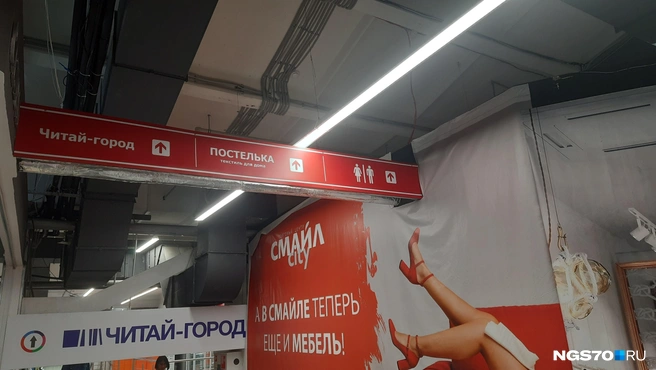 Читай-город
ПОСТЕЛЬКА
текстиль для дома
СМАЙЛ
City
А В СМАЙЛЕ ТЕПЕРЬ
ЕЩЕ И МЕБЕЛЬ!
ЧИТАЙ-ГОРОД
NGS70.RU